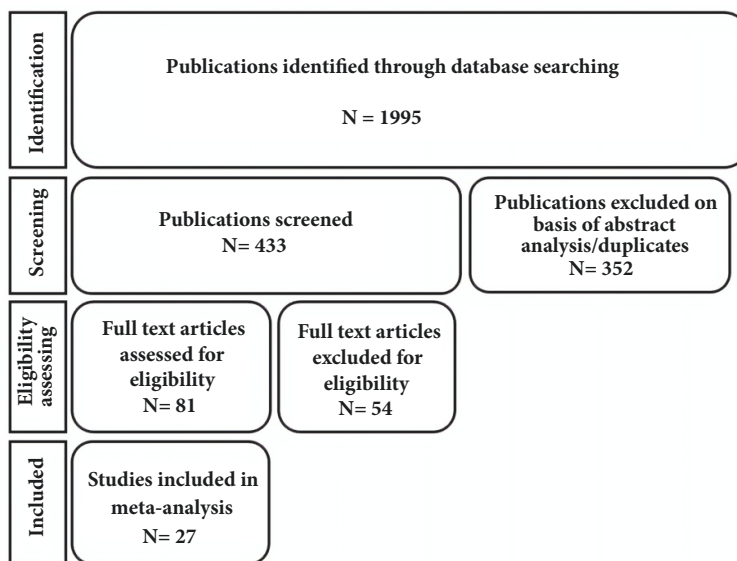 Identification
Publications identified through database searching
N = 1995
Screening
Publications screened
N= 433
Publications excluded on
basis of abstract
analysis/duplicates
N= 352
Eligibility
assessing
Full text articles
assessed for
eligibility
N= 81
Full text articles
excluded for
eligibility
N= 54
Included
Studies included in
meta-analysis
N= 27